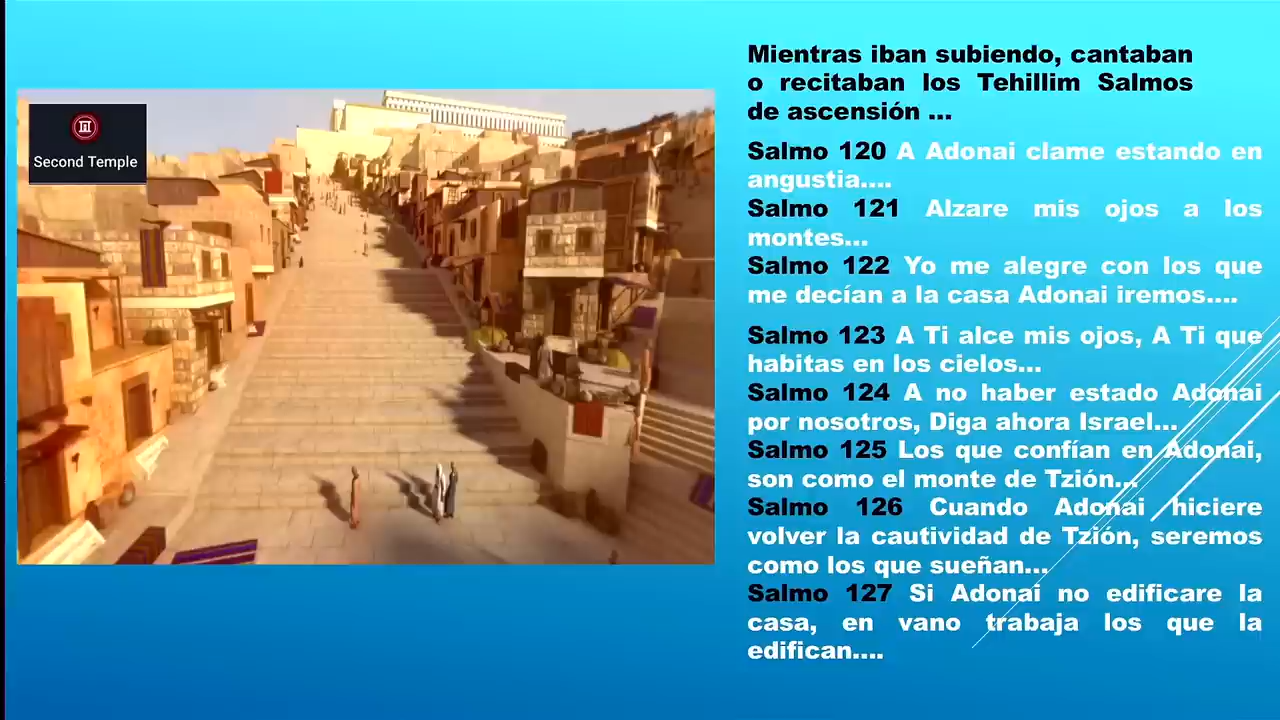 Second Temple
Mientras iban subiendo, cantaban
o recitaban los Tehillim Salmos
de ascensión ...
Salmo 120 A Adonai clame estando en
angustia....
Salmo 121 Alzare mis ojos a los
montes...
Salmo 122 Yo me alegre con los que
me decían a la casa Adonai iremos....
Salmo 123 A Ti alce mis ojos, A Ti que
habitas en los cielos...
Salmo 124 A no haber estado Adonai
por nosotros, Diga ahora Israel...
Salmo 125 Los que confían en Adonai,
son como el monte de Tzión...
Salmo 126 Cuando Adonai hiciere
volver la cautividad de Tzión, seremos
como los que sueñan...
Salmo 127 Si Adonai no edificare la
casa, en vano trabaja los que la
edifican....